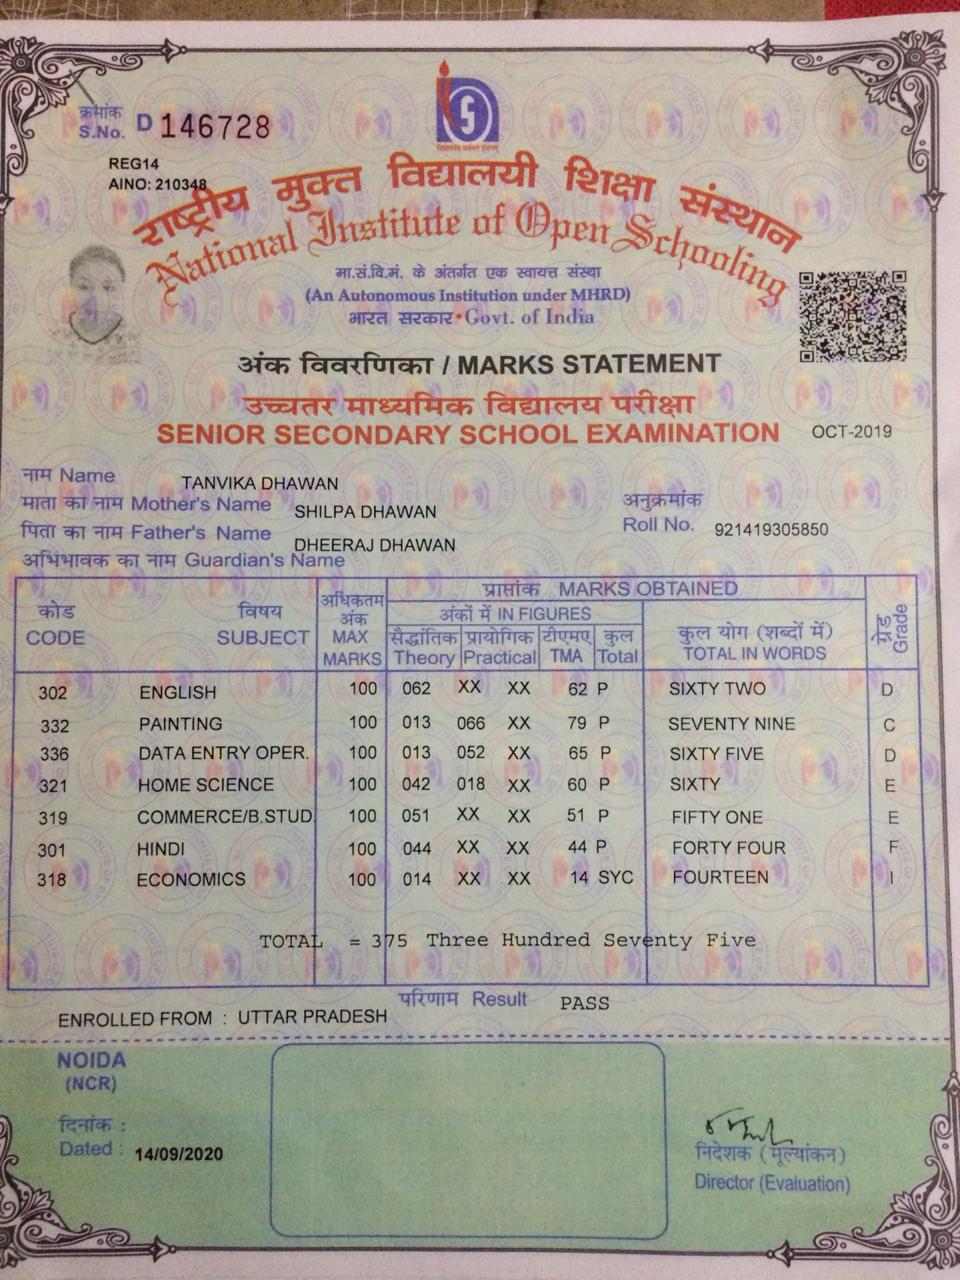 क्रमांक
S.No. D 146728
REG14
AINO: 210348
राष्ट्रीय मुक्त विद्यालयी शिक्षा संस्थान
National Institute of Open Schooling
मा.सं.वि.मं. के अंतर्गत एक स्वायत्त संस्था
(An Autonomous Institution under MHRD)
भारत सरकार•Govt. of India
अंक विवरणिका / MARKS STATEMENT
उच्चतर माध्यमिक विद्यालय परीक्षा
SENIOR SECONDARY SCHOOL EXAMINATION OCT-2019
नाम Name TANVIKA DHAWAN
माता का नाम Mother's Name SHILPA DHAWAN
पिता का नाम Father's Name DHEERAJ DHAWAN
अभिभावक का नाम Guardian's Name
अनुक्रमांक
Roll No. 921419305850
कोड विषय अधिकतम अंक प्राप्तांक MARKS OBTAINED ग्रेड
CODE SUBJECT MAX MARKS अंकों में IN FIGURES कुल योग (शब्दों में) Grade
सैद्धांतिक प्रायोगिक टीएमए कुल TOTAL IN WORDS
Theory Practical TMA Total
302 ENGLISH 100 062 XX XX 62 P SIXTY TWO D
332 PAINTING 100 013 066 XX 79 P SEVENTY NINE C
336 DATA ENTRY OPER. 100 013 052 XX 65 P SIXTY FIVE D
321 HOME SCIENCE 100 042 018 XX 60 P SIXTY E
319 COMMERCE/B.STUD 100 051 XX XX 51 P FIFTY ONE E
301 HINDI 100 044 XX XX 44 P FORTY FOUR F
318 ECONOMICS 100 014 XX XX 14 SYC FOURTEEN I
TOTAL = 375 Three Hundred Seventy Five
परिणाम Result PASS
ENROLLED FROM : UTTAR PRADESH
NOIDA
(NCR)
दिनांक :
Dated : 14/09/2020
निदेशक (मूल्यांकन)
Director (Evaluation)